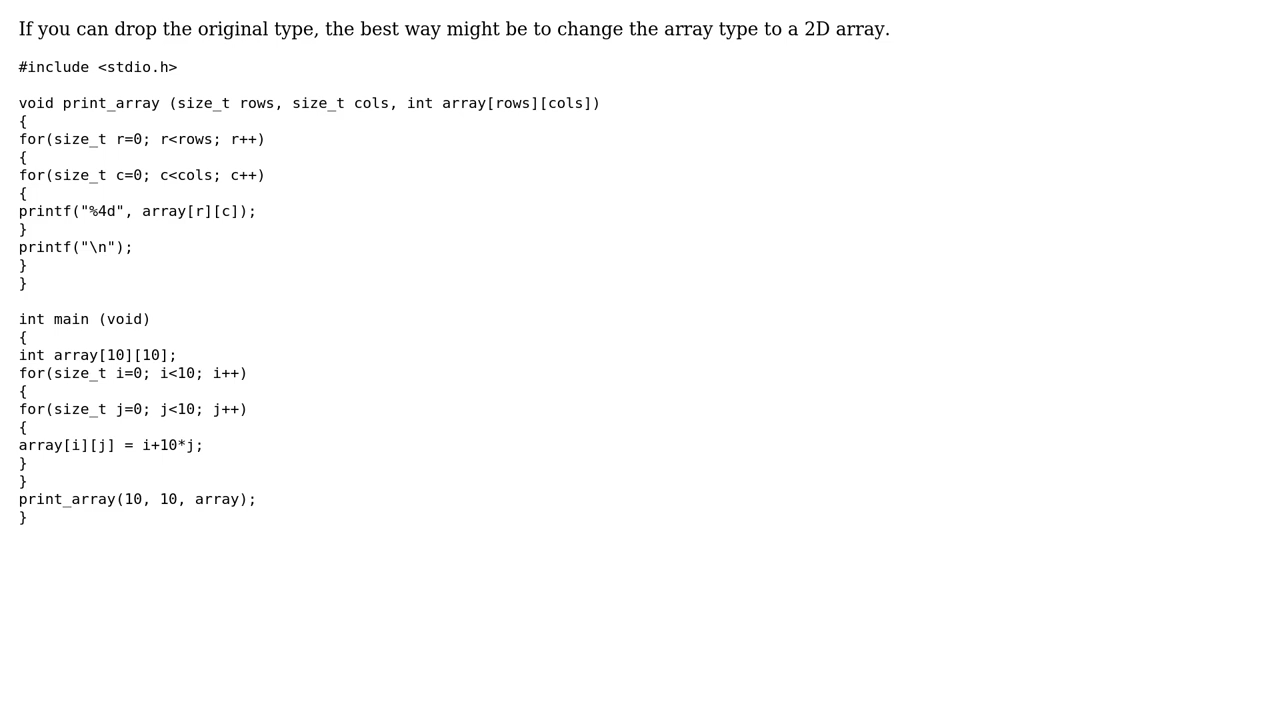 If you can drop the original type, the best way might be to change the array type to a 2D array.
#include <stdio.h>
void print_array (size_t rows, size_t cols, int array[rows][cols])
{
for(size_t r=0; r<rows; r++)
{
for(size_t c=0; c<cols; c++)
{
printf("%4d", array[r][c]);
}
printf("\n");
}
}
int main (void)
{
int array[10][10];
for(size_t i=0; i<10; i++)
{
for(size_t j=0; j<10; j++)
{
array[i][j] = i+10*j;
}
}
print_array(10, 10, array);
}